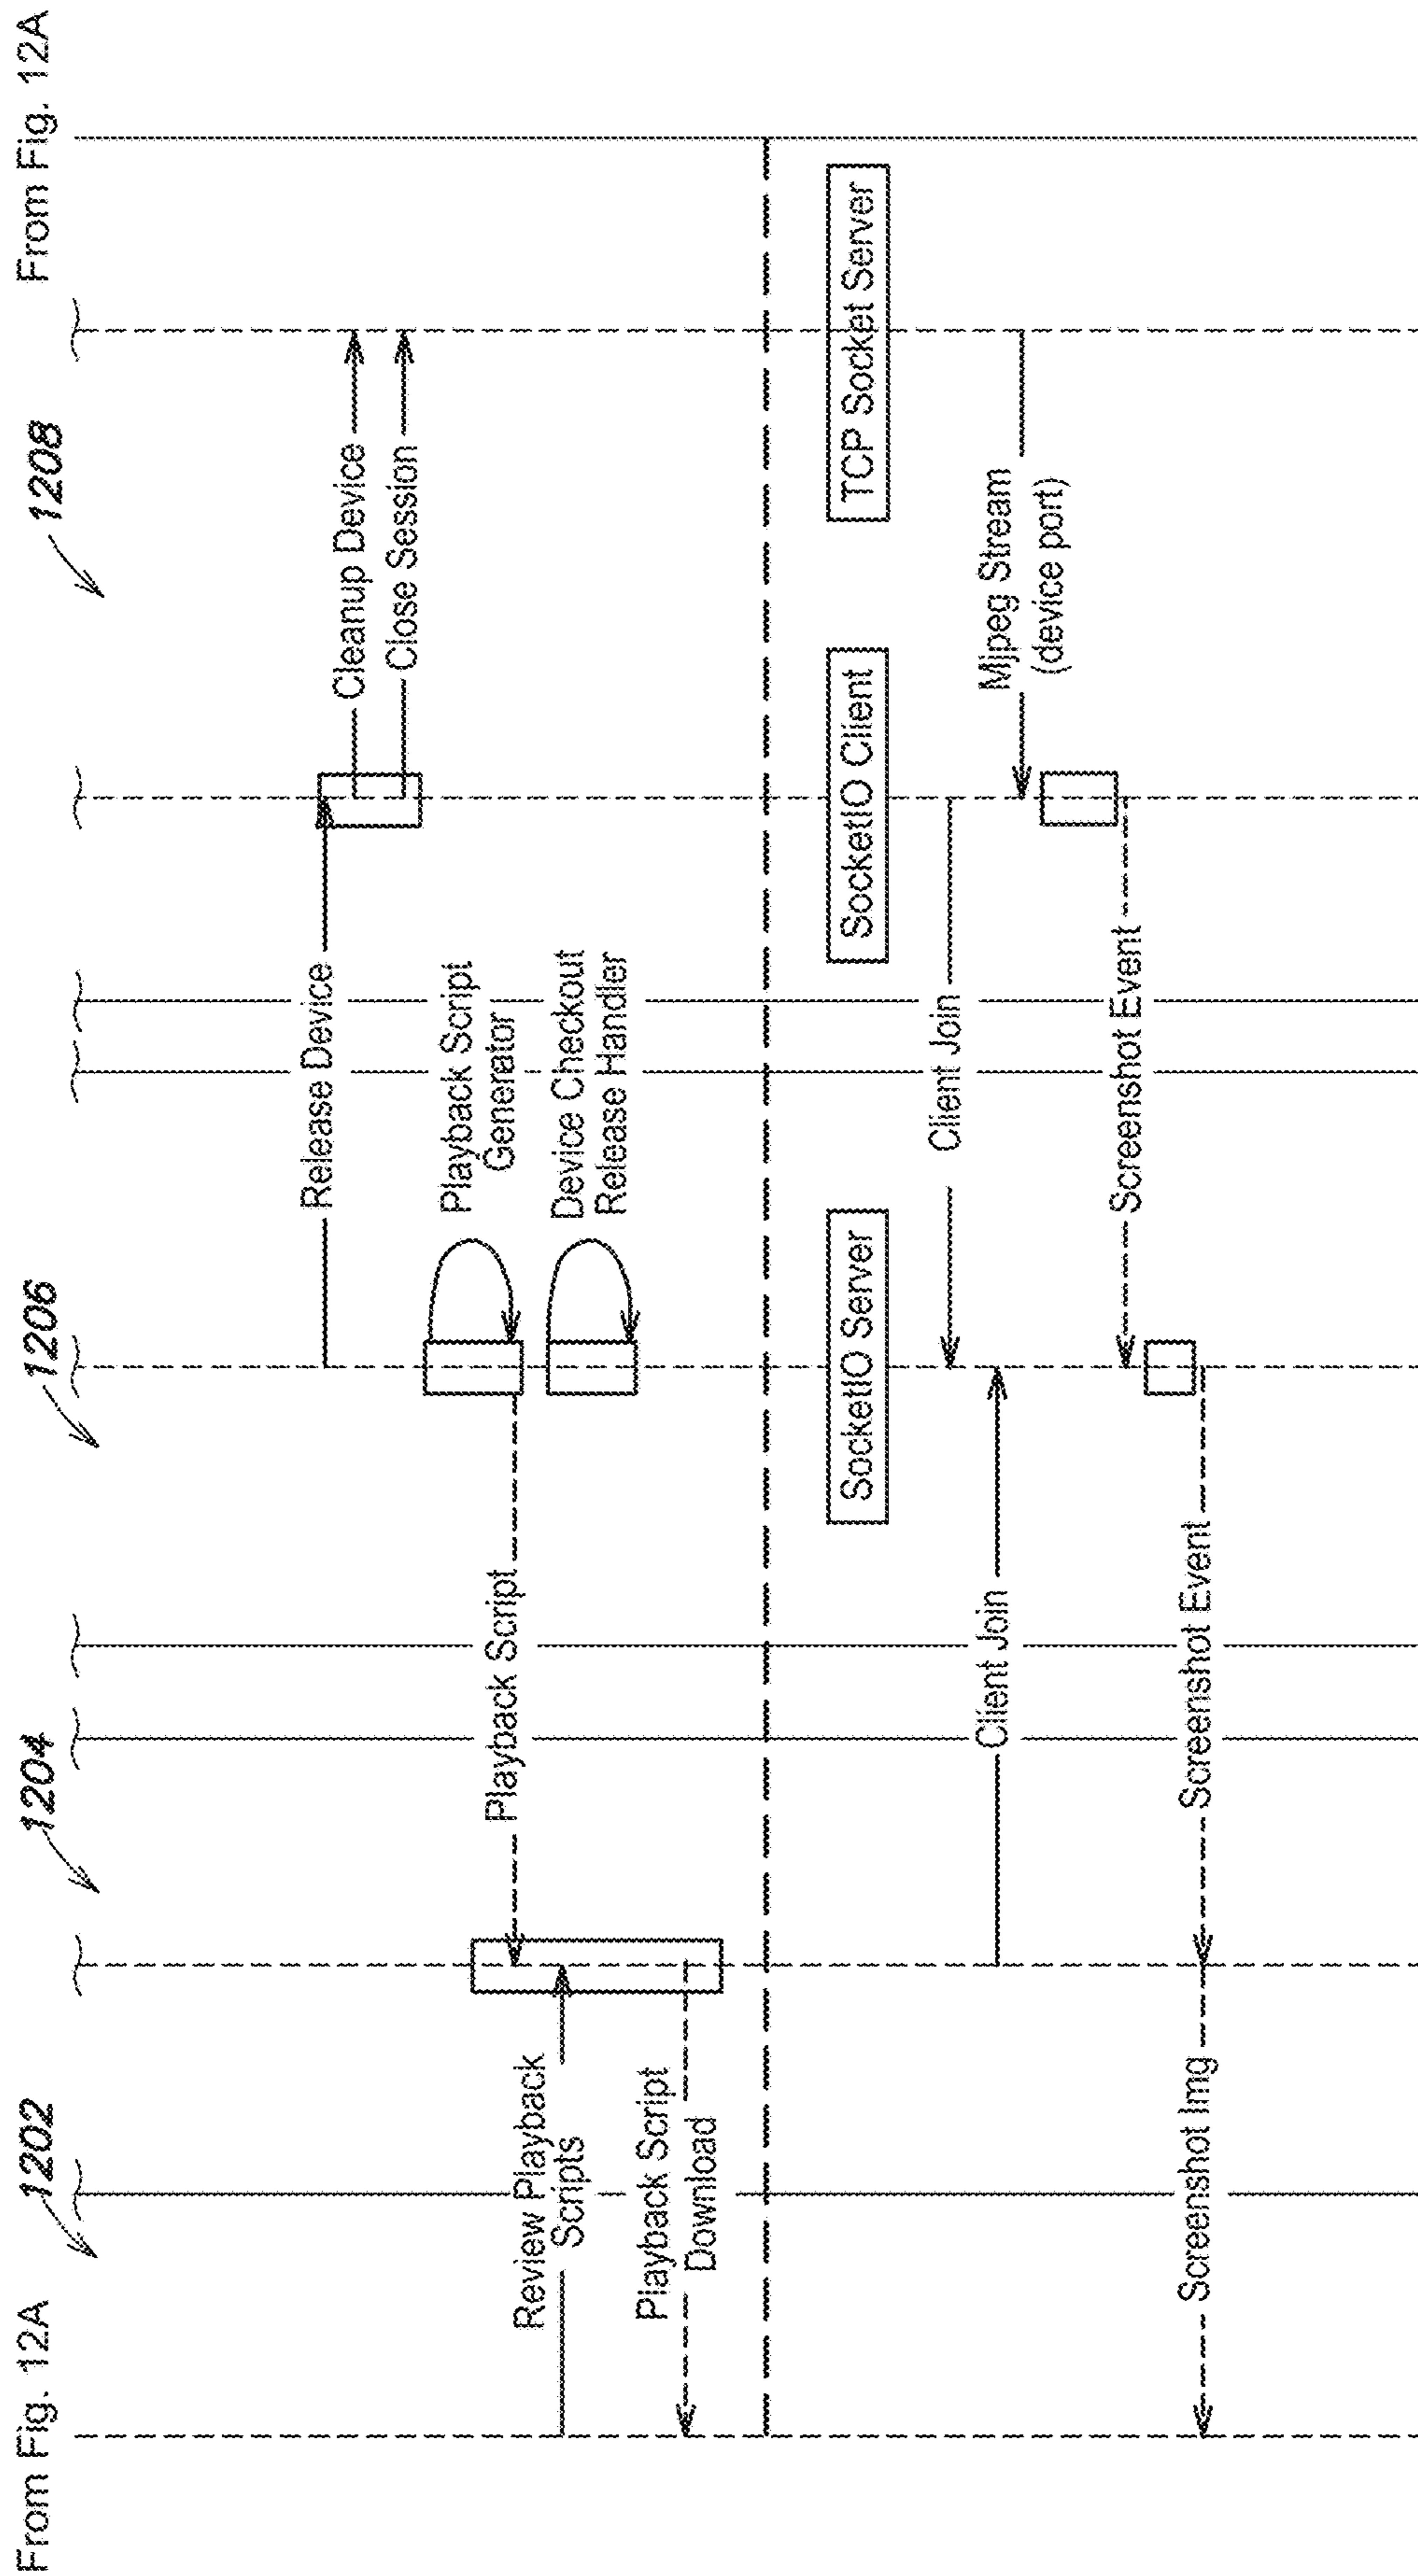 From Fig. 12A
From Fig. 12A
1202
1204
1206
1208
Release Device
Cleanup Device
Close Session
Playback Script
Generator
Playback Script
Review Playback
Scripts
Device Checkout
Release Handler
Playback Script
Download
SocketIO Server
SocketIO Client
TCP Socket Server
Client Join
Client Join
Mjpeg Stream
(device port)
Screenshot Event
Screenshot Event
Screenshot Img